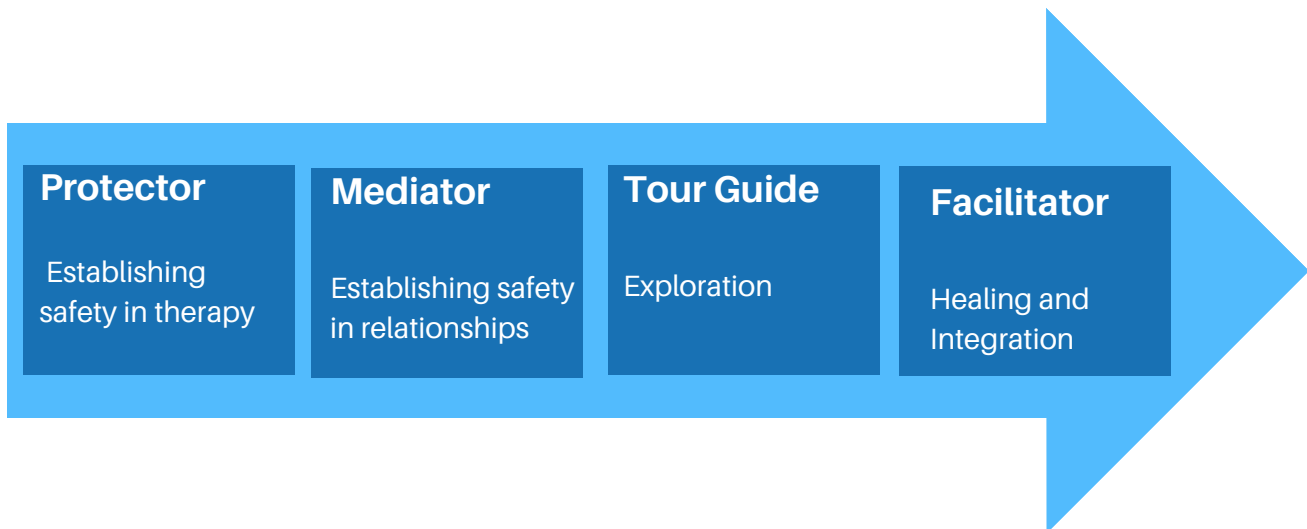 Protector
Establishing
safety in therapy
Mediator
Establishing safety
in relationships
Tour Guide
Exploration
Facilitator
Healing and
Integration